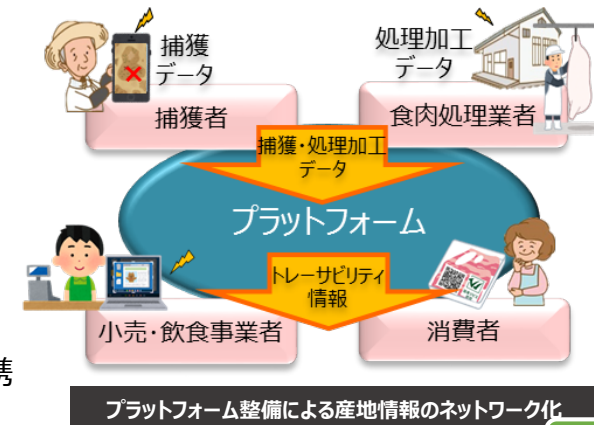 捕獲
データ
処理加工
データ
捕獲者
食肉処理業者
捕獲・処理加工
データ
プラットフォーム
トレーサビリティ
情報
小売・飲食事業者
消費者
携
プラットフォーム整備による産地情報のネットワーク化